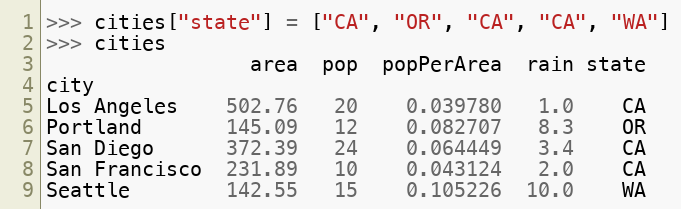 1 >>> cities["state"] = ["CA", "OR", "CA", "CA", "WA"]
2 >>> cities
3                  area  pop  popPerArea  rain state
4 city
5 Los Angeles    502.76   20    0.039780   1.0    CA
6 Portland       145.09   12    0.082707   8.3    OR
7 San Diego      372.39   24    0.064449   3.4    CA
8 San Francisco  231.89   10    0.043124   2.0    CA
9 Seattle        142.55   15    0.105226  10.0    WA